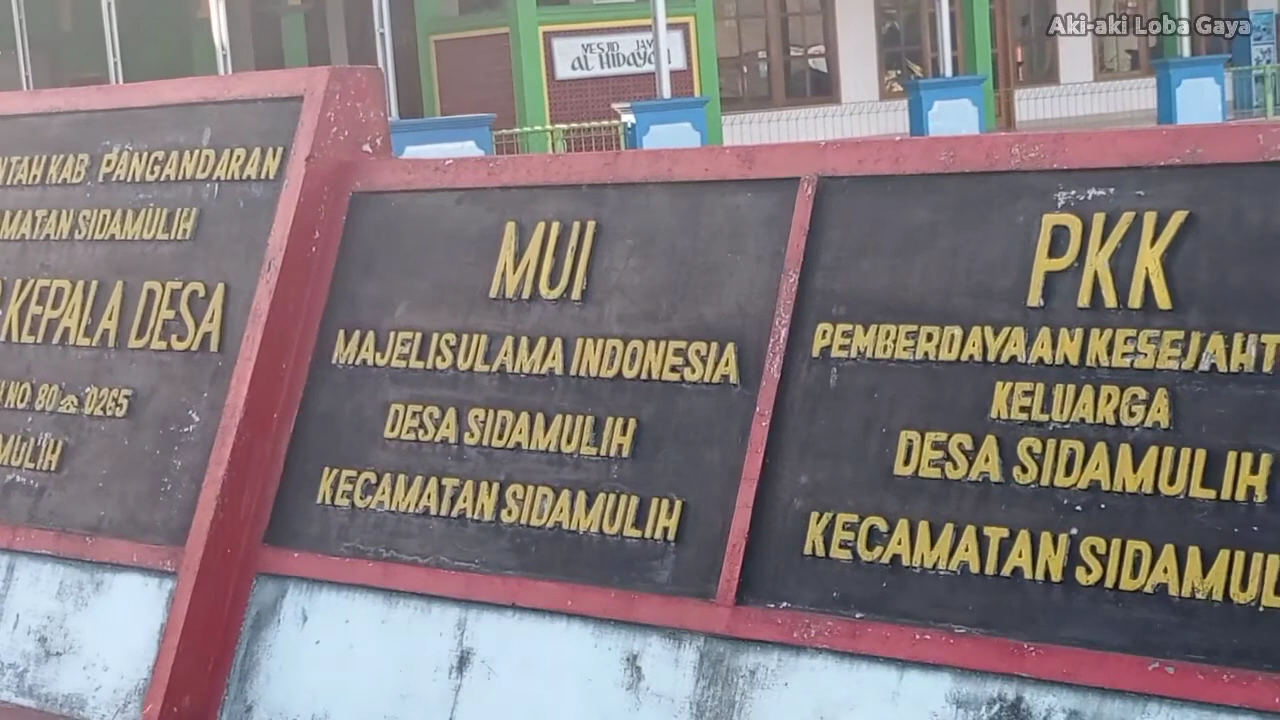 Aki-aki Loba Gaya
MESJID JAMI
AL HIDAYAH
NTAH KAB PANGANDARAN
AMATAN SIDAMULIH
KEPALA DESA
NO 80 0265
MULIH
MUI
MAJELIS ULAMA INDONESIA
DESA SIDAMULIH
KECAMATAN SIDAMULIH
PKK
PEMBERDAYAAN KESEJAHT
KELUARGA
DESA SIDAMULIH
KECAMATAN SIDAMUL